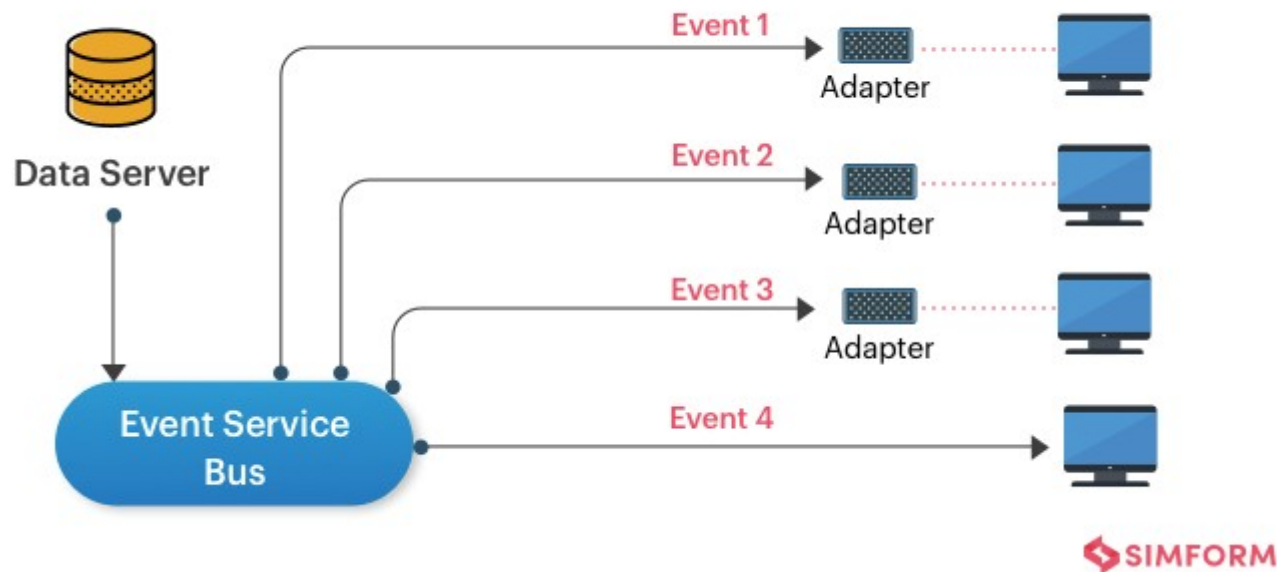 Event 1
Adapter
Data Server
Event 2
Adapter
Event 3
Adapter
Event Service
Bus
Event 4
SIMFORM